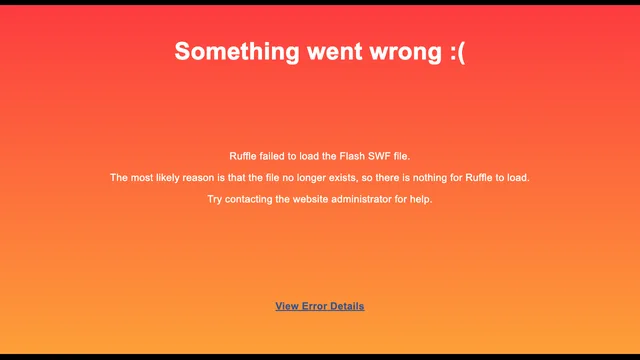 Something went wrong :(
Ruffle failed to load the Flash SWF file.
The most likely reason is that the file no longer exists, so there is nothing for Ruffle to load.
Try contacting the website administrator for help.
View Error Details